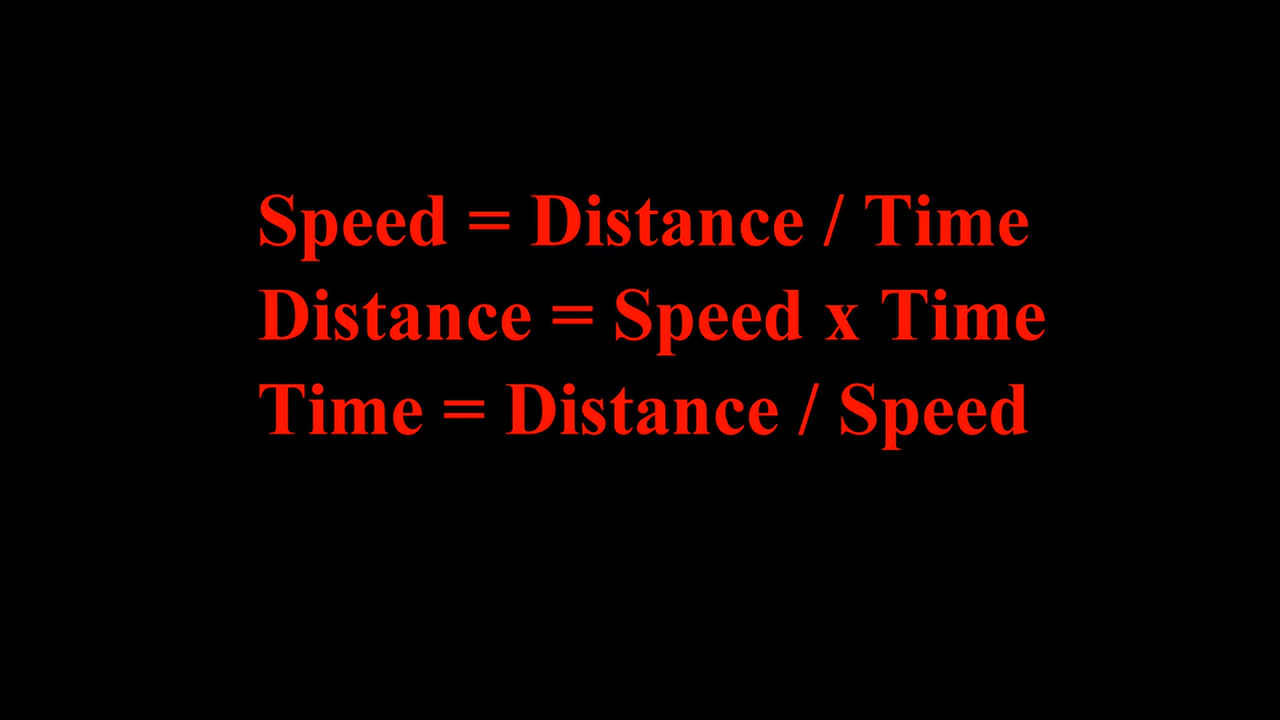 Speed = Distance / Time
Distance = Speed x Time
Time = Distance / Speed